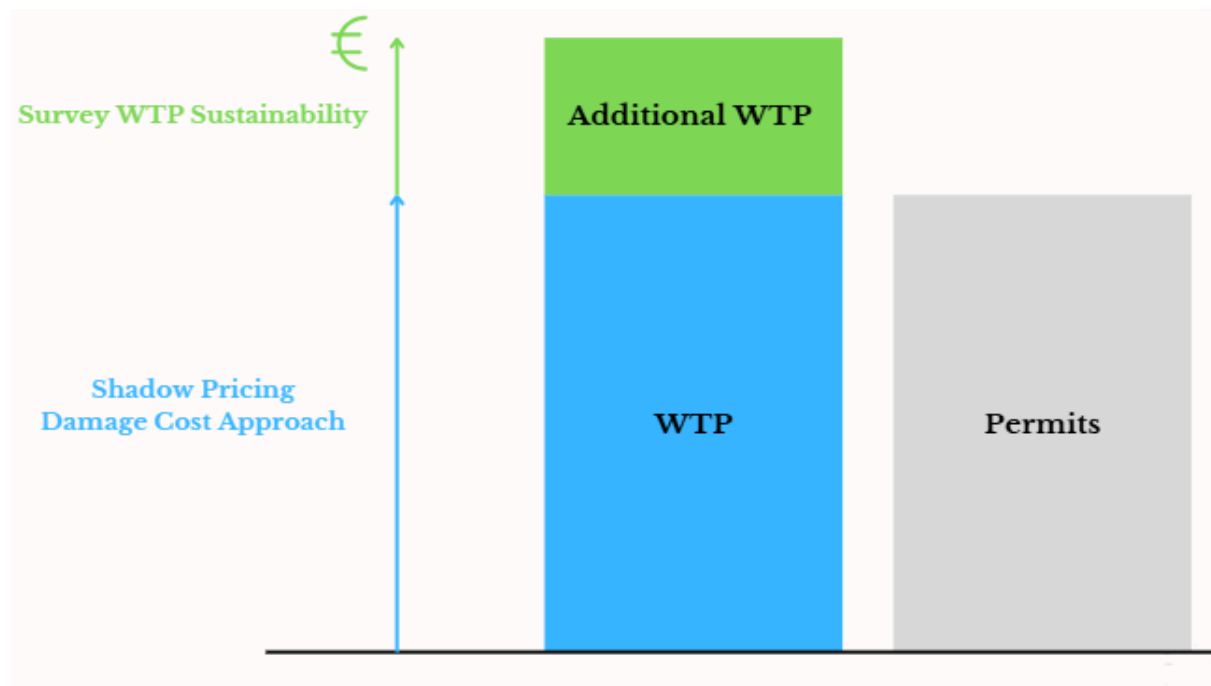 €
Survey WTP Sustainability
Additional WTP
Shadow Pricing
Damage Cost Approach
WTP
Permits